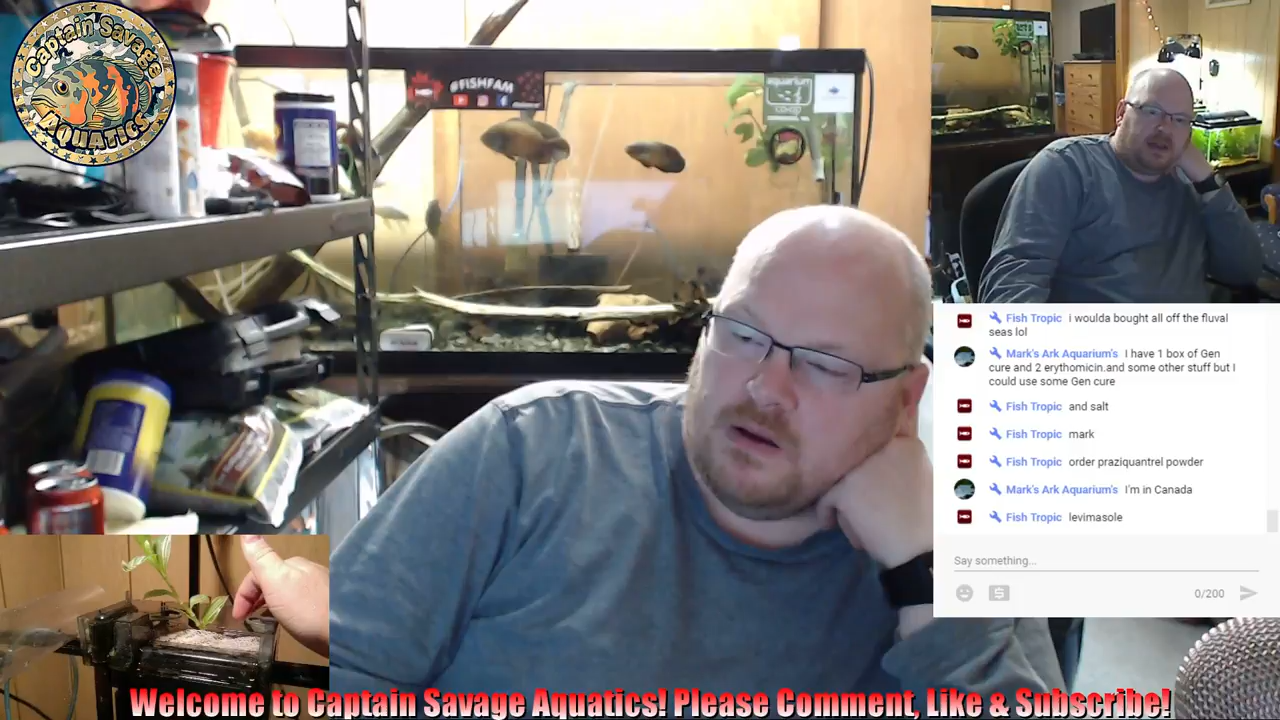 Captain Savage
AQUATICS
#FISHFAM
aquarium
CO-OP
Fish Tropic i woulda bought all off the fluval
seas lol
Mark's Ark Aquarium's I have 1 box of Gen
cure and 2 erythomicin.and some other stuff but I
could use some Gen cure
Fish Tropic and salt
Fish Tropic mark
Fish Tropic order praziquantrel powder
Mark's Ark Aquarium's I'm in Canada
Fish Tropic levimasole
Say something...
0/200
Welcome to Captain Savage Aquatics! Please Comment, Like & Subscribe!